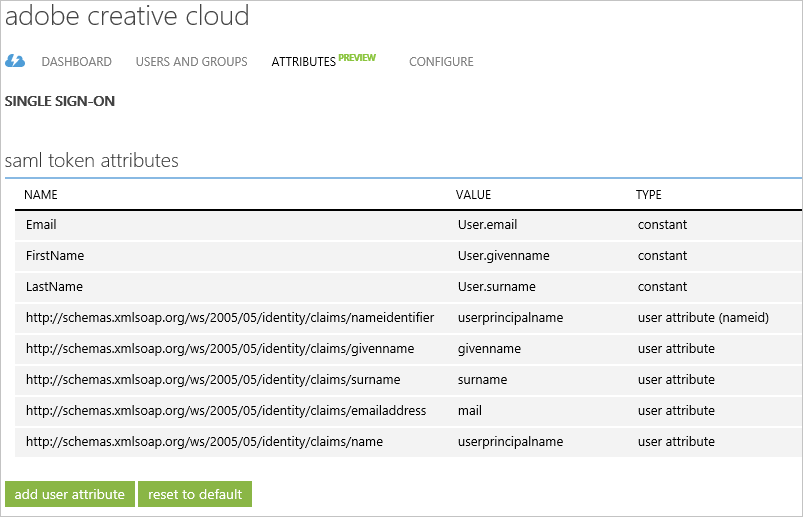 adobe creative cloud
DASHBOARD USERS AND GROUPS ATTRIBUTES PREVIEW CONFIGURE
SINGLE SIGN-ON
saml token attributes
NAME VALUE TYPE
Email User.email constant
FirstName User.givenname constant
LastName User.surname constant
http://schemas.xmlsoap.org/ws/2005/05/identity/claims/nameidentifier userprincipalname user attribute (nameid)
http://schemas.xmlsoap.org/ws/2005/05/identity/claims/givenname givenname user attribute
http://schemas.xmlsoap.org/ws/2005/05/identity/claims/surname surname user attribute
http://schemas.xmlsoap.org/ws/2005/05/identity/claims/emailaddress mail user attribute
http://schemas.xmlsoap.org/ws/2005/05/identity/claims/name userprincipalname user attribute
add user attribute reset to default